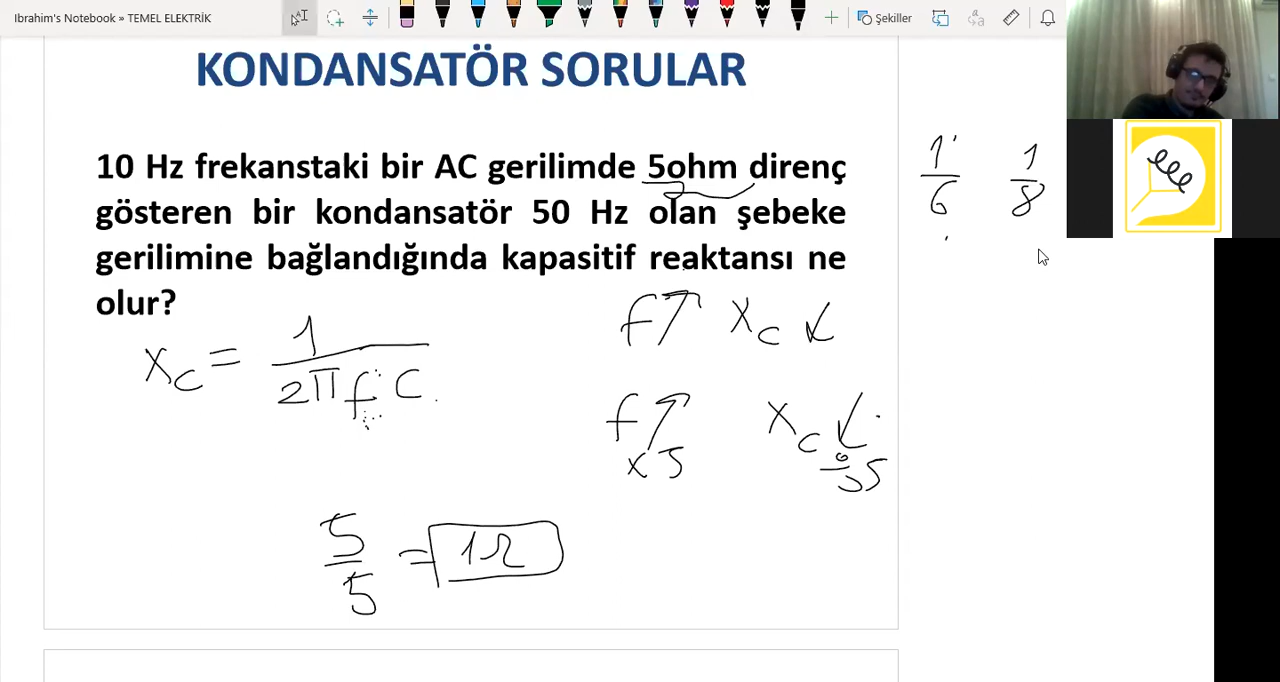 Ibrahim's Notebook » TEMEL ELEKTRİK
Şekiller
KONDANSATÖR SORULAR
10 Hz frekanstaki bir AC gerilimde 5ohm direnç
gösteren bir kondansatör 50 Hz olan şebeke
gerilimine bağlandığında kapasitif reaktansı ne
olur?
Xc = 1 / 2πfC
f↑ Xc ↓
f↑ Xc ↓
x5 ÷5
5/5 = 1Ω
1/6 1/8